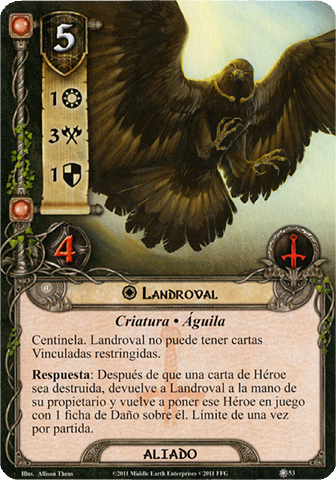 5
1
3
1
4
Landroval
Criatura • Águila
Centinela. Landroval no puede tener cartas
Vinculadas restringidas.
Respuesta: Después de que una carta de Héroe
sea destruida, devuelve a Landroval a la mano de
su propietario y vuelve a poner ese Héroe en juego
con 1 ficha de Daño sobre él. Límite de una vez
por partida.
ALIADO
Illus. Allison Theus ©2011 Middle Earth Enterprises ©2011 FFG 53